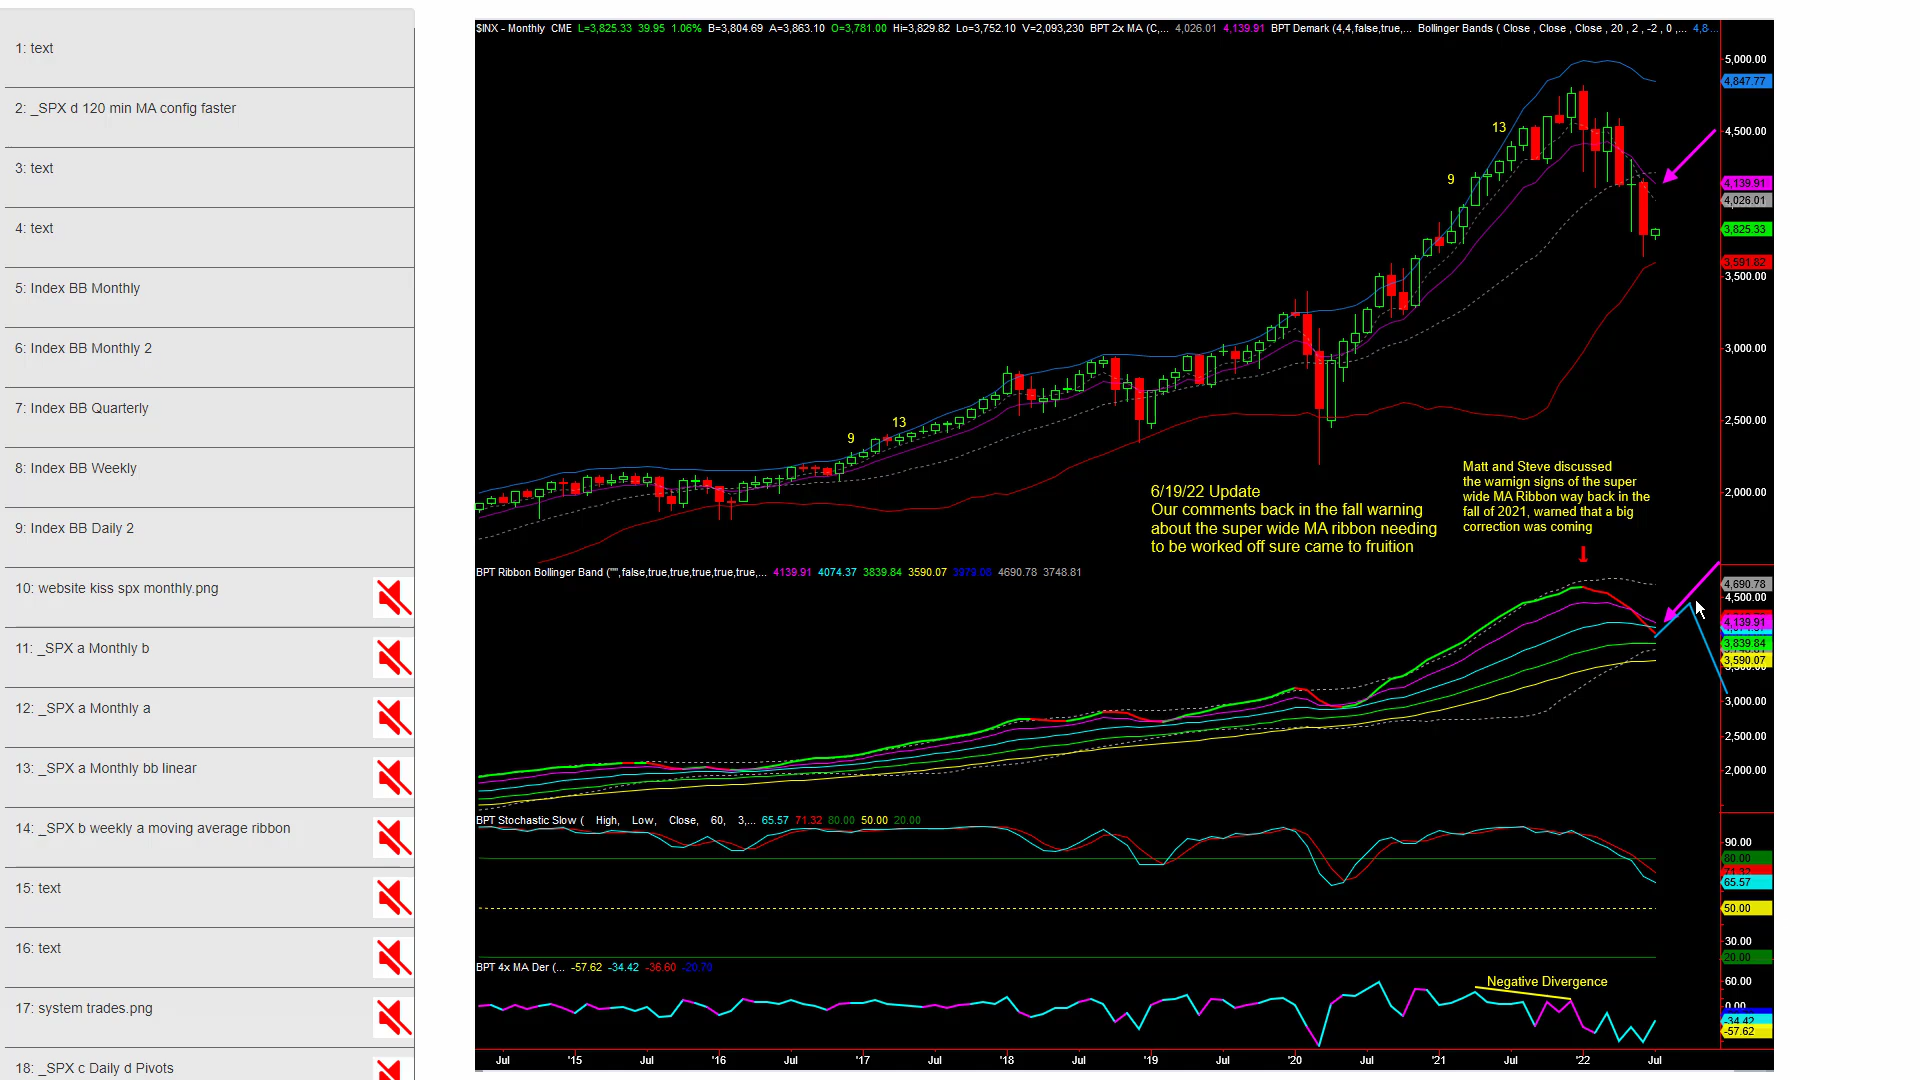 1: text
2: _SPX d 120 min MA config faster
3: text
4: text
5: Index BB Monthly
6: Index BB Monthly 2
7: Index BB Quarterly
8: Index BB Weekly
9: Index BB Daily 2
10: website kiss spx monthly.png
11: _SPX a Monthly b
12: _SPX a Monthly a
13: _SPX a Monthly bb linear
14: _SPX b weekly a moving average ribbon
15: text
16: text
17: system trades.png
18: _SPX c Daily d Pivots
$INX - Monthly CME L=3,825.33 39.95 1.06% B=3,804.69 A=3,863.10 O=3,781.00 Hi=3,829.82 Lo=3,752.10 V=2,093,230 BPT 2x MA (C,... 4,026.01 4,139.91 BPT Demark (4,4,false,true,... Bollinger Bands ( Close , Close , Close , 20 , 2 , -2 , 0 ,... 4,8...
5,000.00
4,847.77
13
4,500.00
9
4,139.91
4,026.01
3,825.33
3,591.82
3,500.00
3,000.00
13
2,500.00
9
2,000.00
Matt and Steve discussed
the warnign signs of the super
wide MA Ribbon way back in the
fall of 2021, warned that a big
correction was coming
6/19/22 Update
Our comments back in the fall warning
about the super wide MA ribbon needing
to be worked off sure came to fruition
BPT Ribbon Bollinger Band ("",false,true,true,true,true,true,... 4139.91 4074.37 3839.84 3590.07 3979.08 4690.78 3748.81
4,690.78
4,500.00
4,139.91
3,839.84
3,590.07
3,000.00
2,500.00
2,000.00
BPT Stochastic Slow ( High, Low, Close, 60, 3,... 65.57 71.32 80.00 50.00 20.00
90.00
80.00
71.32
65.57
50.00
30.00
20.00
BPT 4x MA Der (... -57.62 -34.42 -36.60 -20.70
Negative Divergence
60.00
0.00
-34.42
-57.62
Jul '15 Jul '16 Jul '17 Jul '18 Jul '19 Jul '20 Jul '21 Jul '22 Jul